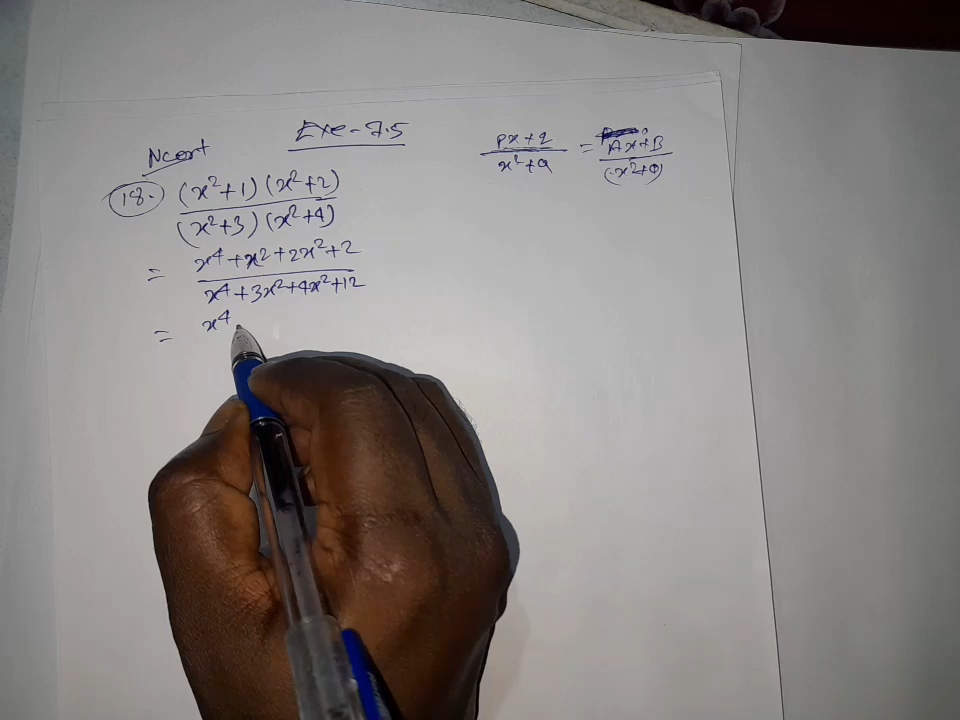 Exe - 7.5
Ncert
18. (x²+1)(x²+2)
(x²+3)(x²+4)
= x⁴+x²+2x²+2
x⁴+3x²+4x²+12
= x⁴
px+q = Ax+B
x²+a (x²+a)